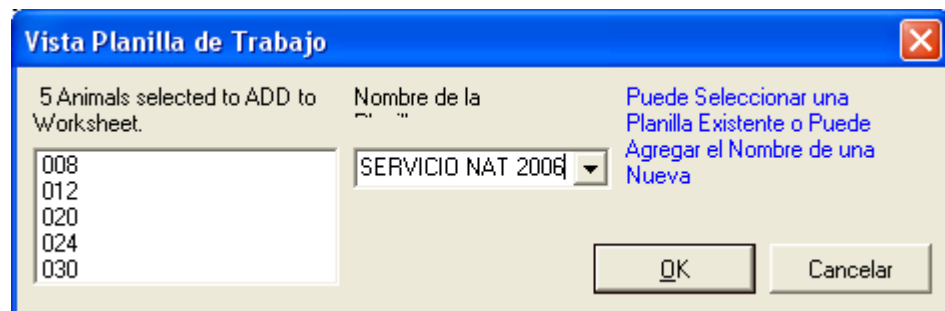 Vista Planilla de Trabajo
5 Animals selected to ADD to
Worksheet.
008
012
020
024
030
Nombre de la
SERVICIO NAT 2006
Puede Seleccionar una
Planilla Existente o Puede
Agregar el Nombre de una
Nueva
OK
Cancelar